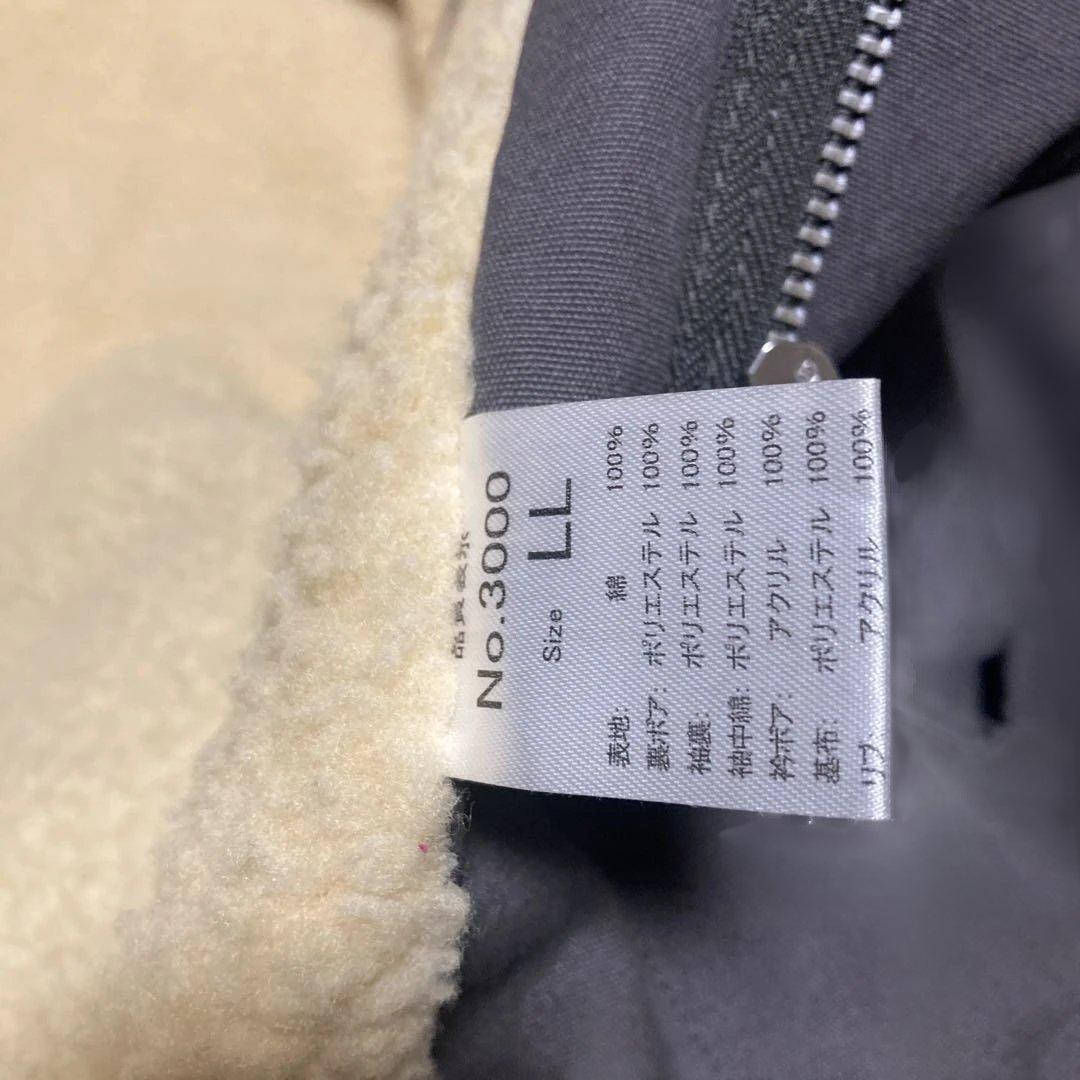 品質表示
No.3000
Size LL
表地: 綿 100%
裏ボア: ポリエステル 100%
袖裏: ポリエステル 100%
袖中綿: ポリエステル 100%
衿ボア: アクリル 100%
基布: ポリエステル 100%
リブ アクリル 100%